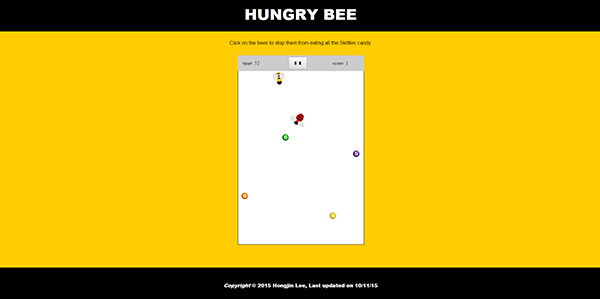 HUNGRY BEE
Click on the bees to stop them from eating all the Skittles candy.
time: 52 score: 1
Copyright © 2015 Hongjin Lee, Last updated on 10/11/15